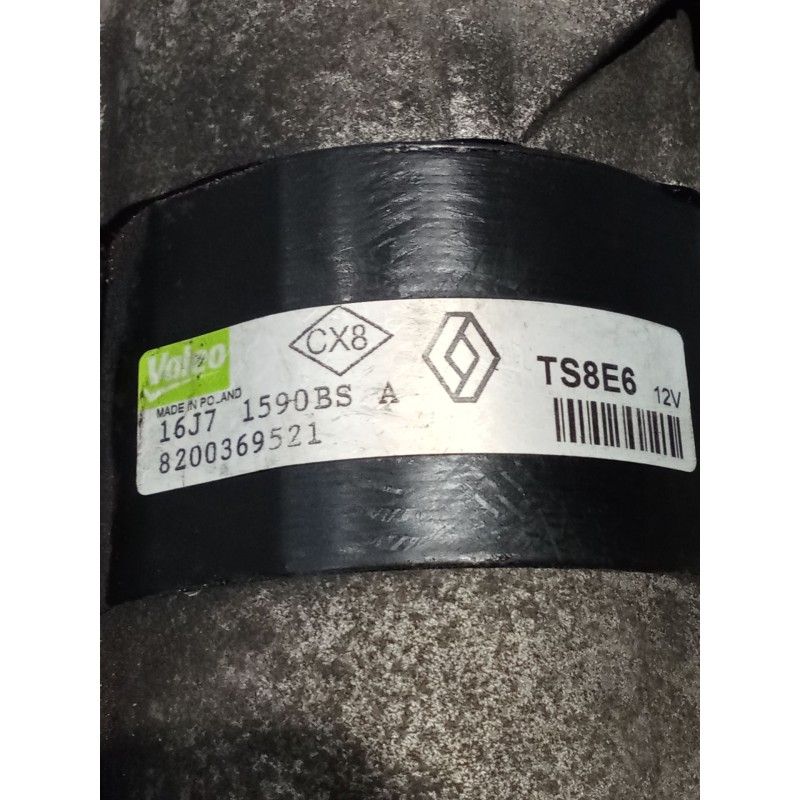 Valeo
MADE IN POLAND
CX8
TS8E6 12V
16J7 1590BS A
8200369521